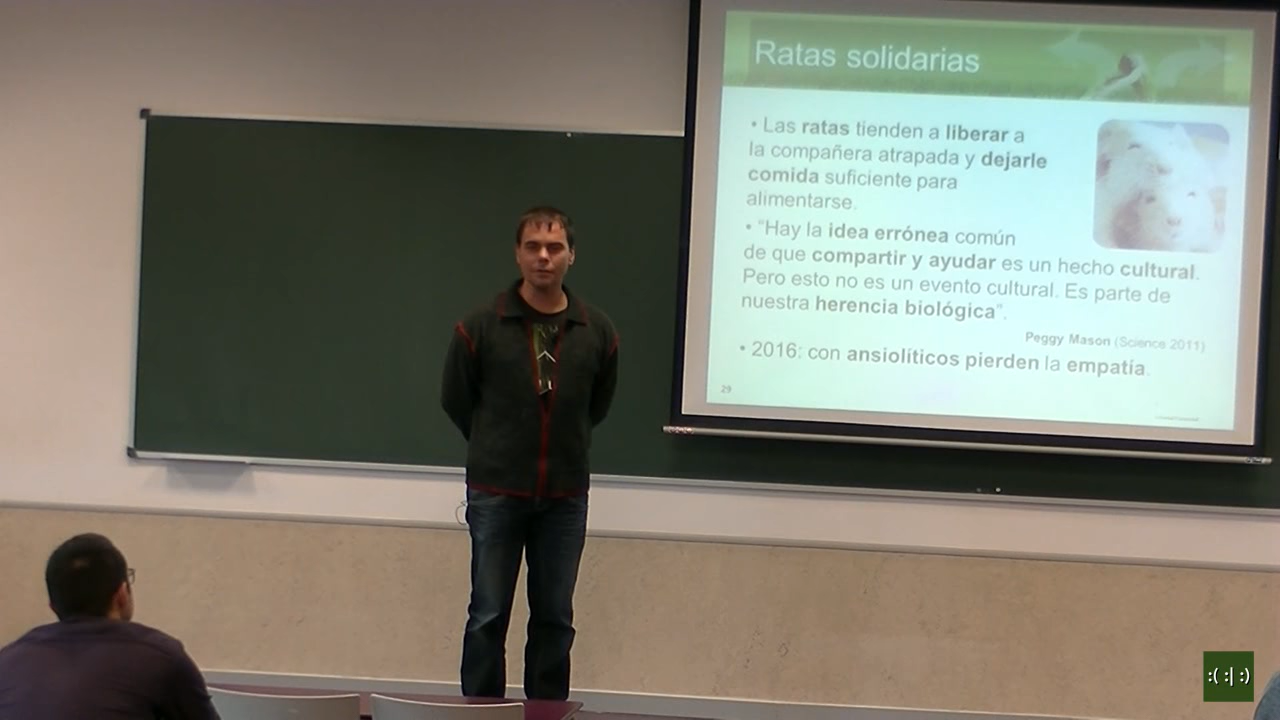 Ratas solidarias
• Las ratas tienden a liberar a
la compañera atrapada y dejarle
comida suficiente para
alimentarse.
• "Hay la idea errónea común
de que compartir y ayudar es un hecho cultural.
Pero esto no es un evento cultural. Es parte de
nuestra herencia biológica".
Peggy Mason (Science 2011)
• 2016: con ansiolíticos pierden la empatía.
29
:( :| :)